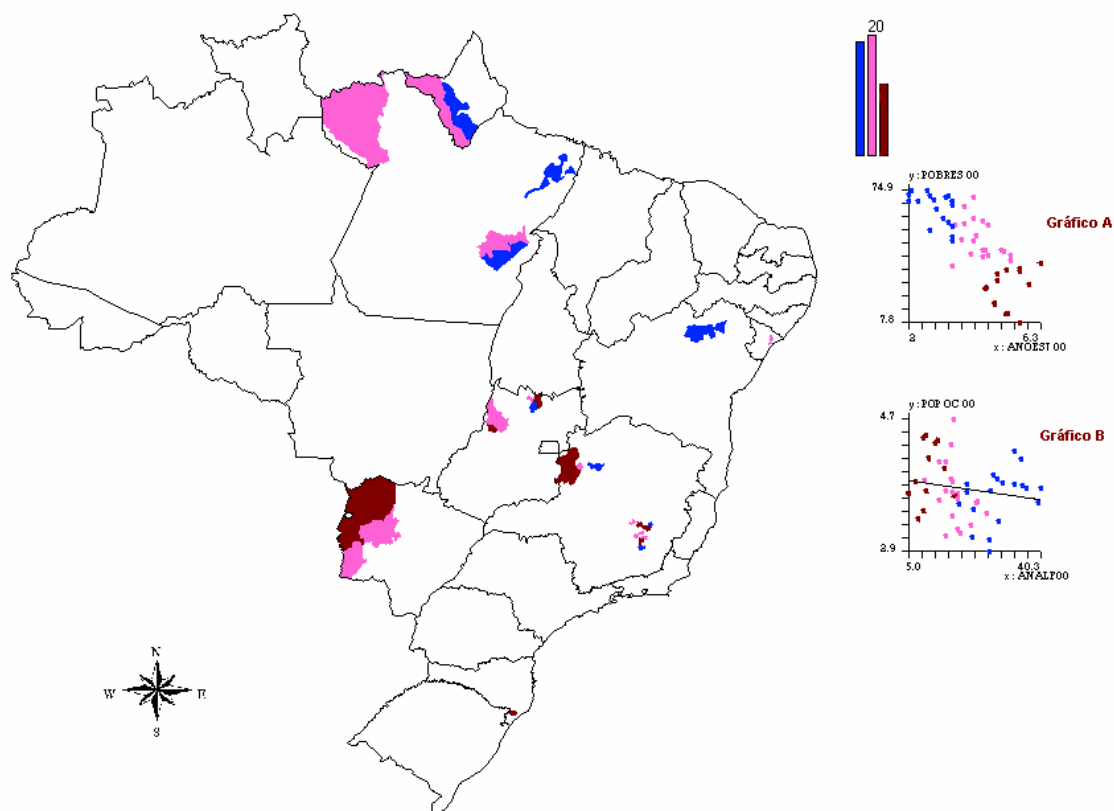 20
y: POBRES 00
74.9
Gráfico A
7.8
8 6.3
x: ANOEST 00
y: POP OC 00
4.7
Gráfico B
3.9
5.0 40.3
x: ANALF00
N
W E
S